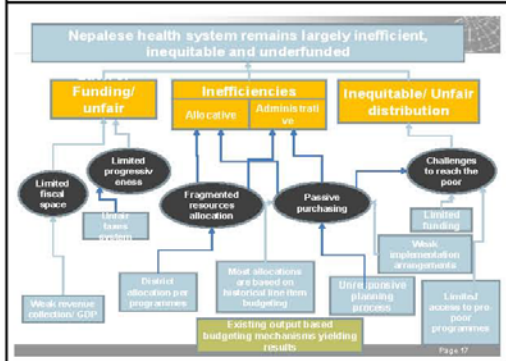 Nepalese health system remains largely inefficient,
inequitable and underfunded
Funding/
unfair
Inefficiencies
Allocative
Administrati
ve
Inequitable/ Unfair
distribution
Limited
fiscal
space
Limited
progressiv
eness
Fragmented
resources
allocation
Passive
purchasing
Challenges
to reach the
poor
Unfair
taxes system
Limited
funding
Weak
implementation
arrangements
Weak revenue
collection/ GDP
District
allocation per
programmes
Most allocations are
based on
historical line item
budgeting
Unresponsive
planning
process
Limited
access to pro-
poor
programmes
Existing output based
budgeting mechanisms yielding
results
Page 17